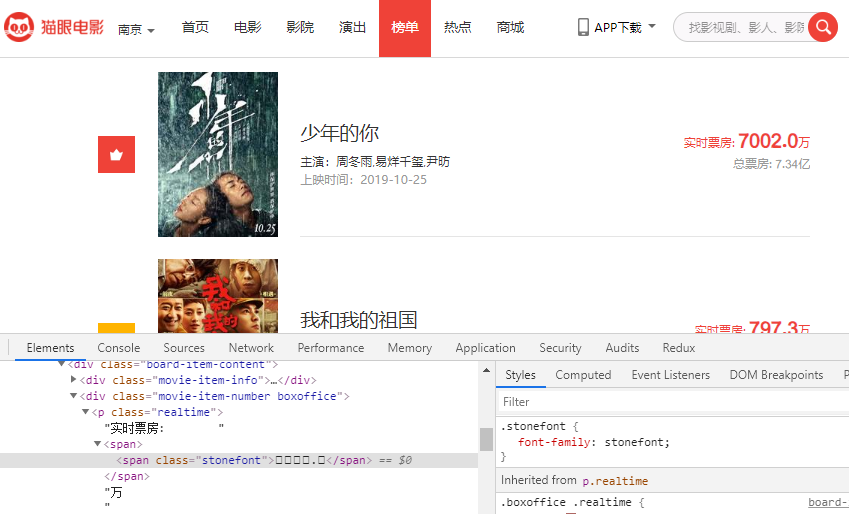 猫眼电影 南京 首页 电影 影院 演出 榜单 热点 商城 APP下载 找影视剧、影人、影院
少年的你
主演：周冬雨,易烊千玺,尹昉
上映时间：2019-10-25
实时票房: 7002.0万
总票房: 7.34亿
10.25
我和我的祖国
实时票房: 797.3万
Elements Console Sources Network Performance Memory Application Security Audits Redux
<div class="board-item-content">
<div class="movie-item-info">…</div>
<div class="movie-item-number boxoffice">
<p class="realtime">
"实时票房: "
<span>
<span class="stonefont">□□□□.□</span> == $0
</span>
"万
"
Styles Computed Event Listeners DOM Breakpoints P
Filter
.stonefont {
font-family: stonefont;
}
Inherited from p.realtime
.boxoffice .realtime { board-